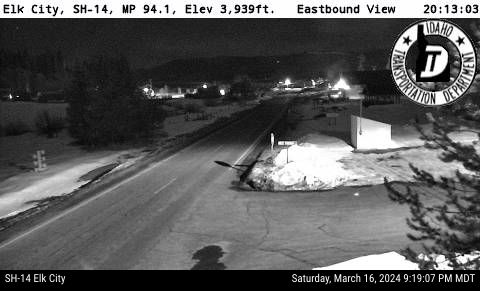 Elk City, SH-14, MP 94.1, Elev 3,939ft.   Eastbound View   20:13:03
IDAHO
TRANSPORTATION DEPARTMENT
SH-14 Elk City   Saturday, March 16, 2024 9:19:07 PM MDT